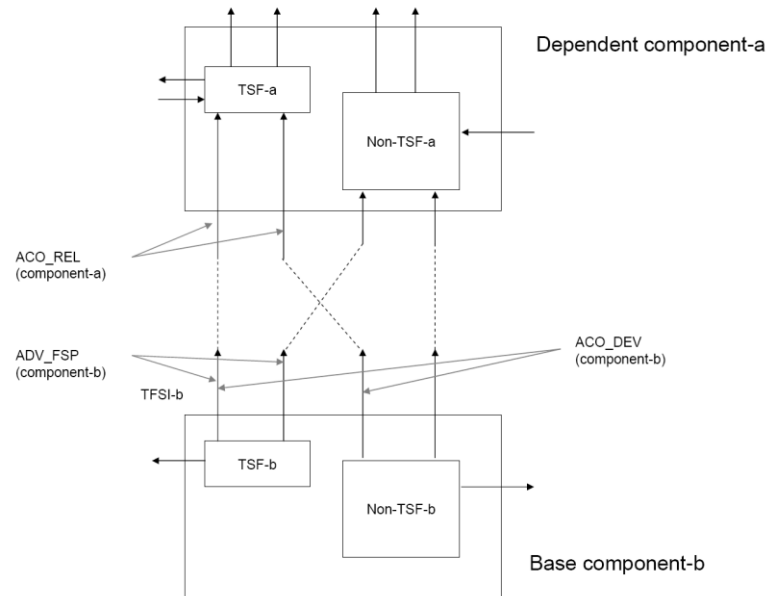 Dependent component-a
TSF-a
Non-TSF-a
ACO_REL
(component-a)
ADV_FSP
(component-b)
ACO_DEV
(component-b)
TFSI-b
TSF-b
Non-TSF-b
Base component-b